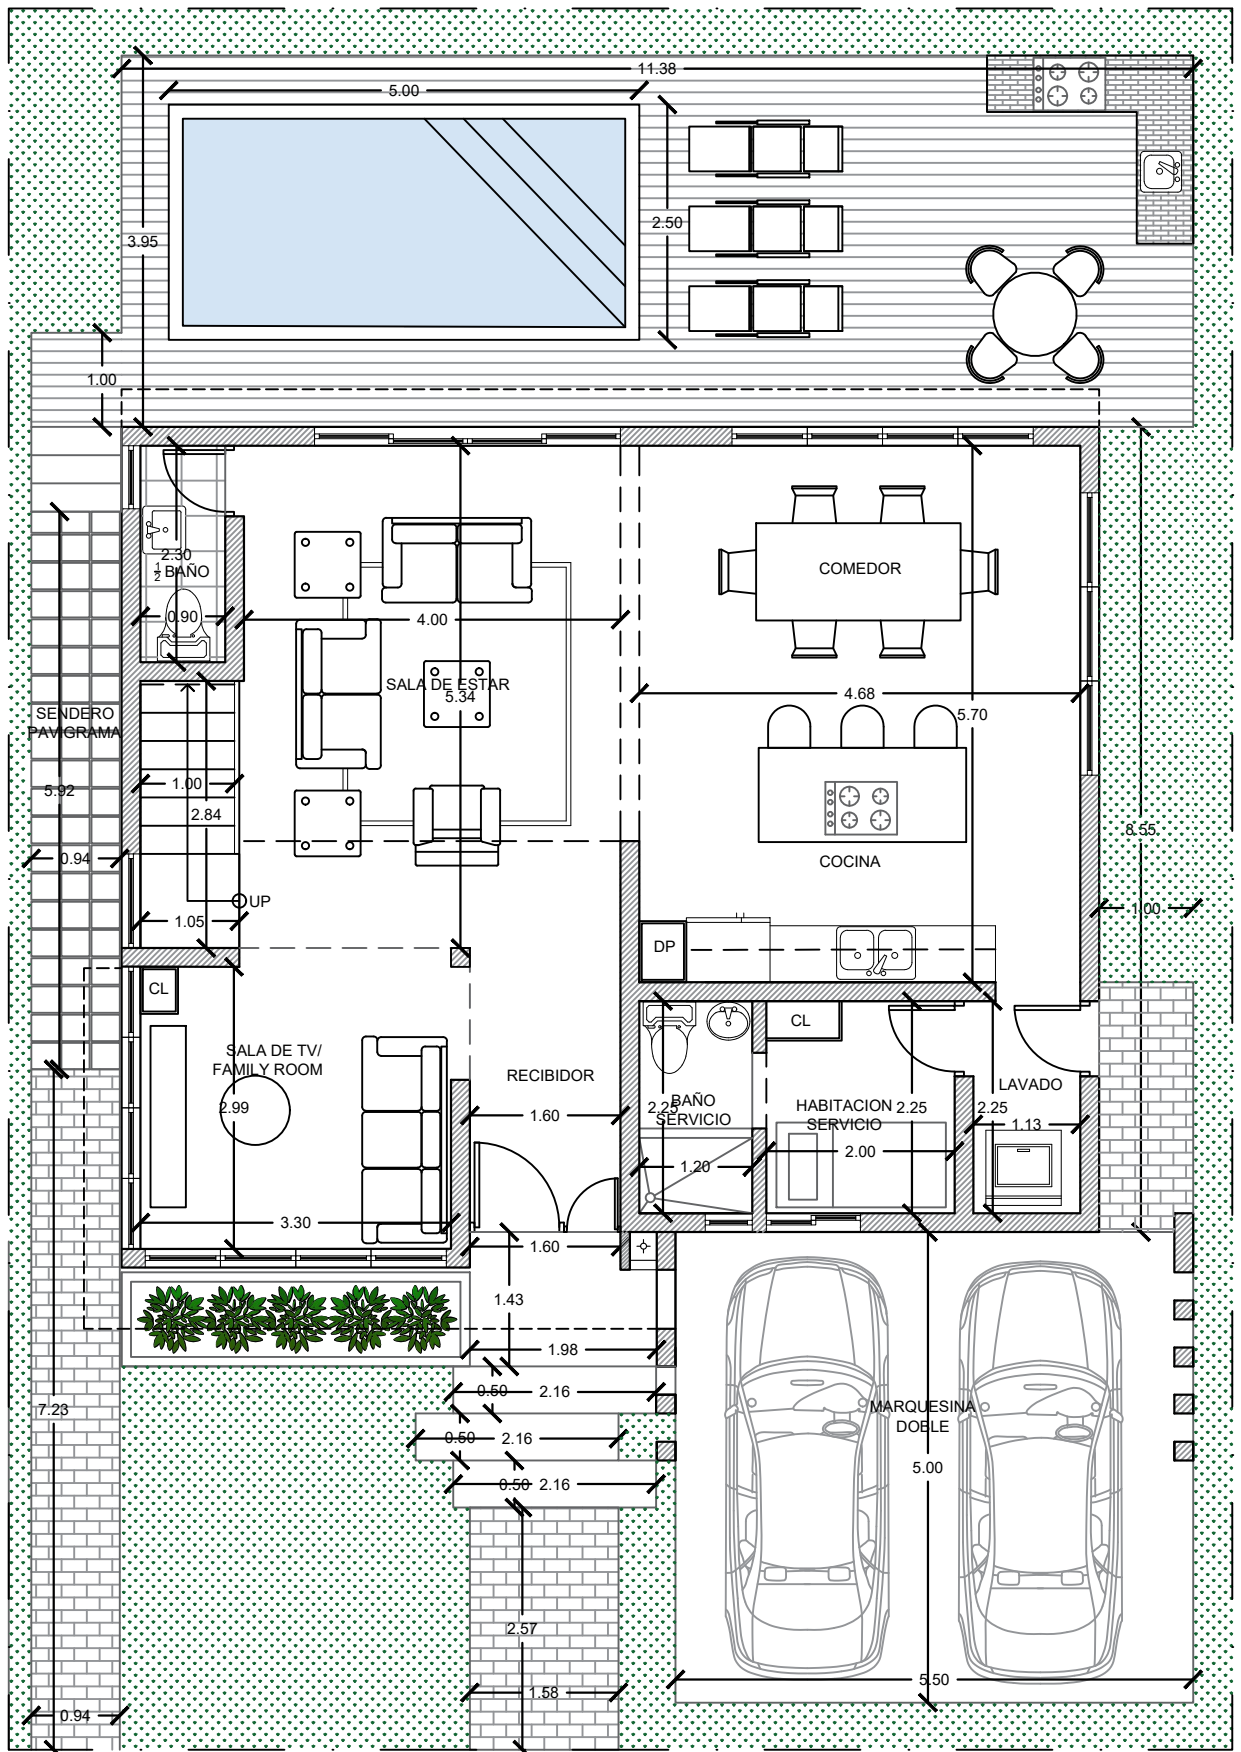 11.38
5.00
2.50
3.95
1.00
2.30
½ BAÑO
0.90
4.00
COMEDOR
SALA DE ESTAR
5.34
4.68
5.70
SENDERO
PAVIGRAMA
5.92
1.00
2.84
0.94
8.55
COCINA
UP
1.05
1.00
DP
CL
CL
SALA DE TV/
FAMILY ROOM
2.99
RECIBIDOR
1.60
2.25
BAÑO
SERVICIO
1.20
HABITACION
SERVICIO
2.25
2.00
LAVADO
2.25
1.13
3.30
1.60
1.43
1.98
0.50
2.16
0.50
2.16
0.50
2.16
7.23
MARQUESINA
DOBLE
5.00
2.57
5.50
1.58
0.94